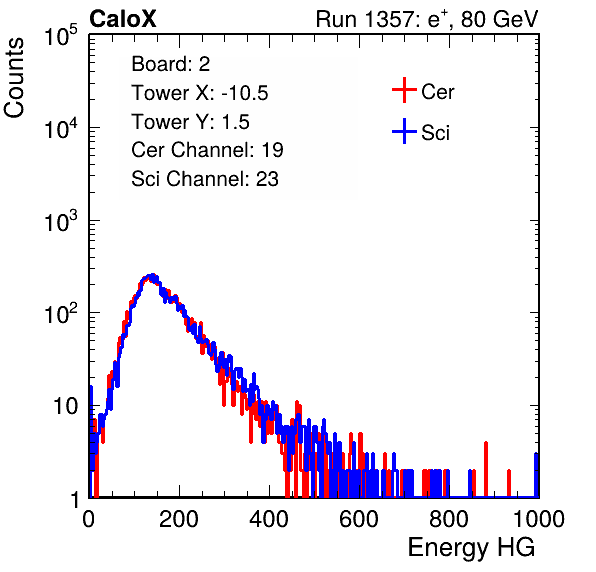 CaloX Run 1357: e⁺, 80 GeV
Counts
10⁵
10⁴
10³
10²
10
1
Board: 2
Tower X: -10.5
Tower Y: 1.5
Cer Channel: 19
Sci Channel: 23
Cer
Sci
0 200 400 600 800 1000
Energy HG